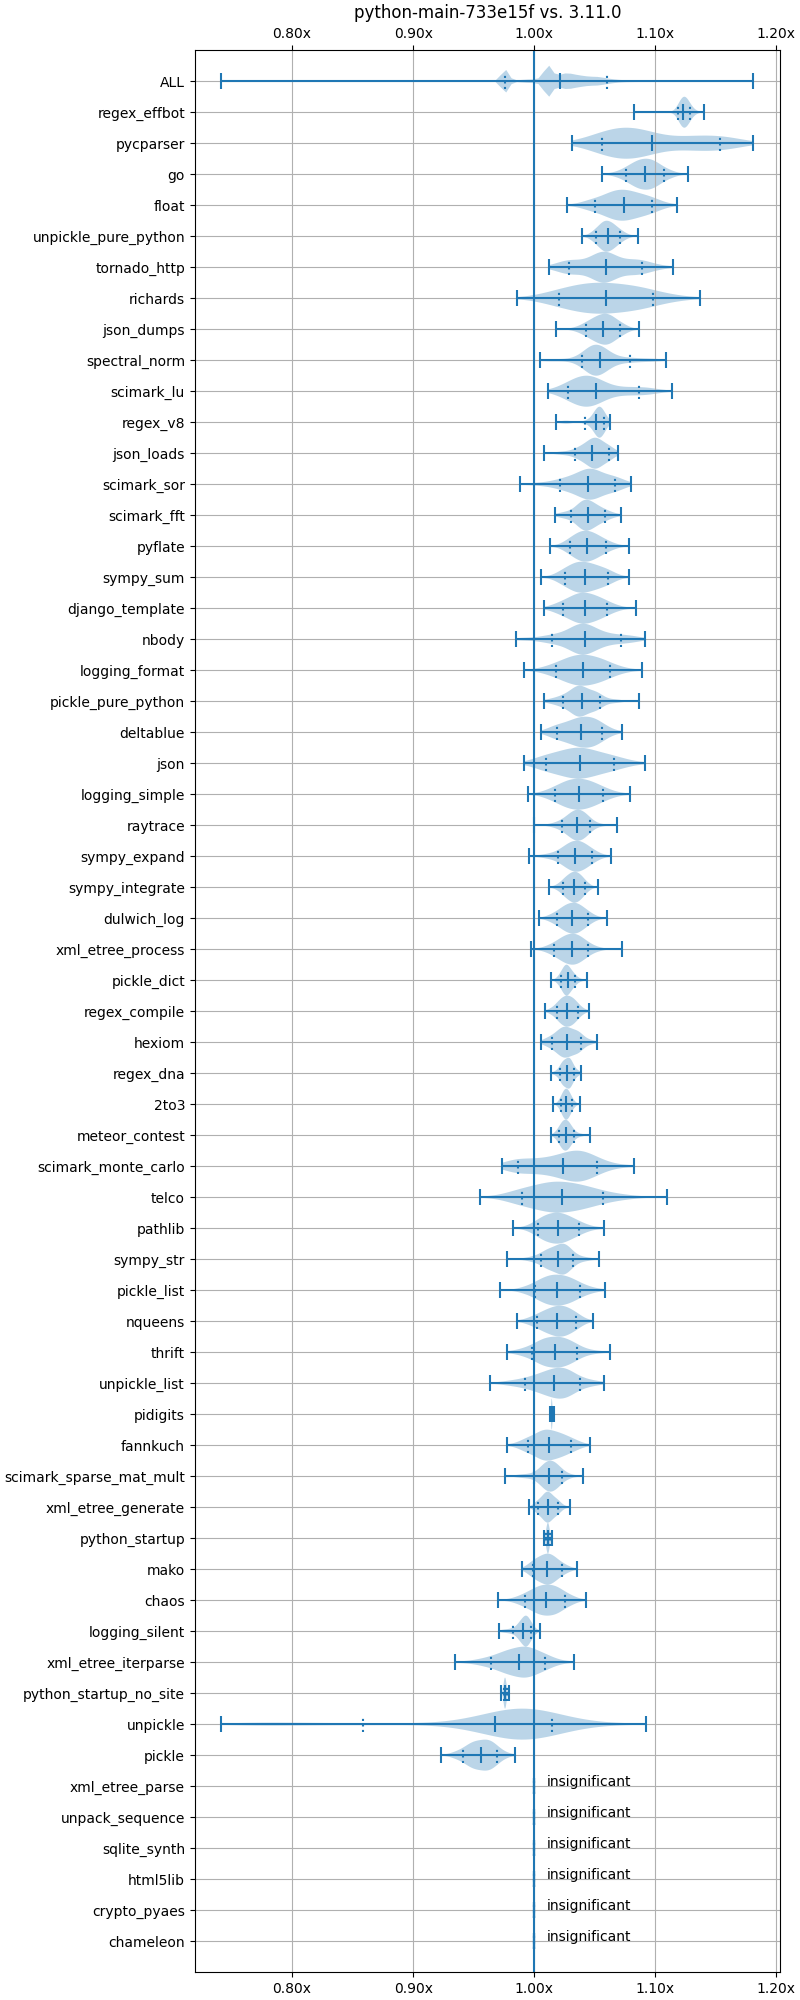 python-main-733e15f vs. 3.11.0
0.80x 0.90x 1.00x 1.10x 1.20x
ALL
regex_effbot
pycparser
go
float
unpickle_pure_python
tornado_http
richards
json_dumps
spectral_norm
scimark_lu
regex_v8
json_loads
scimark_sor
scimark_fft
pyflate
sympy_sum
django_template
nbody
logging_format
pickle_pure_python
deltablue
json
logging_simple
raytrace
sympy_expand
sympy_integrate
dulwich_log
xml_etree_process
pickle_dict
regex_compile
hexiom
regex_dna
2to3
meteor_contest
scimark_monte_carlo
telco
pathlib
sympy_str
pickle_list
nqueens
thrift
unpickle_list
pidigits
fannkuch
scimark_sparse_mat_mult
xml_etree_generate
python_startup
mako
chaos
logging_silent
xml_etree_iterparse
python_startup_no_site
unpickle
pickle
xml_etree_parse insignificant
unpack_sequence insignificant
sqlite_synth insignificant
html5lib insignificant
crypto_pyaes insignificant
chameleon insignificant
0.80x 0.90x 1.00x 1.10x 1.20x